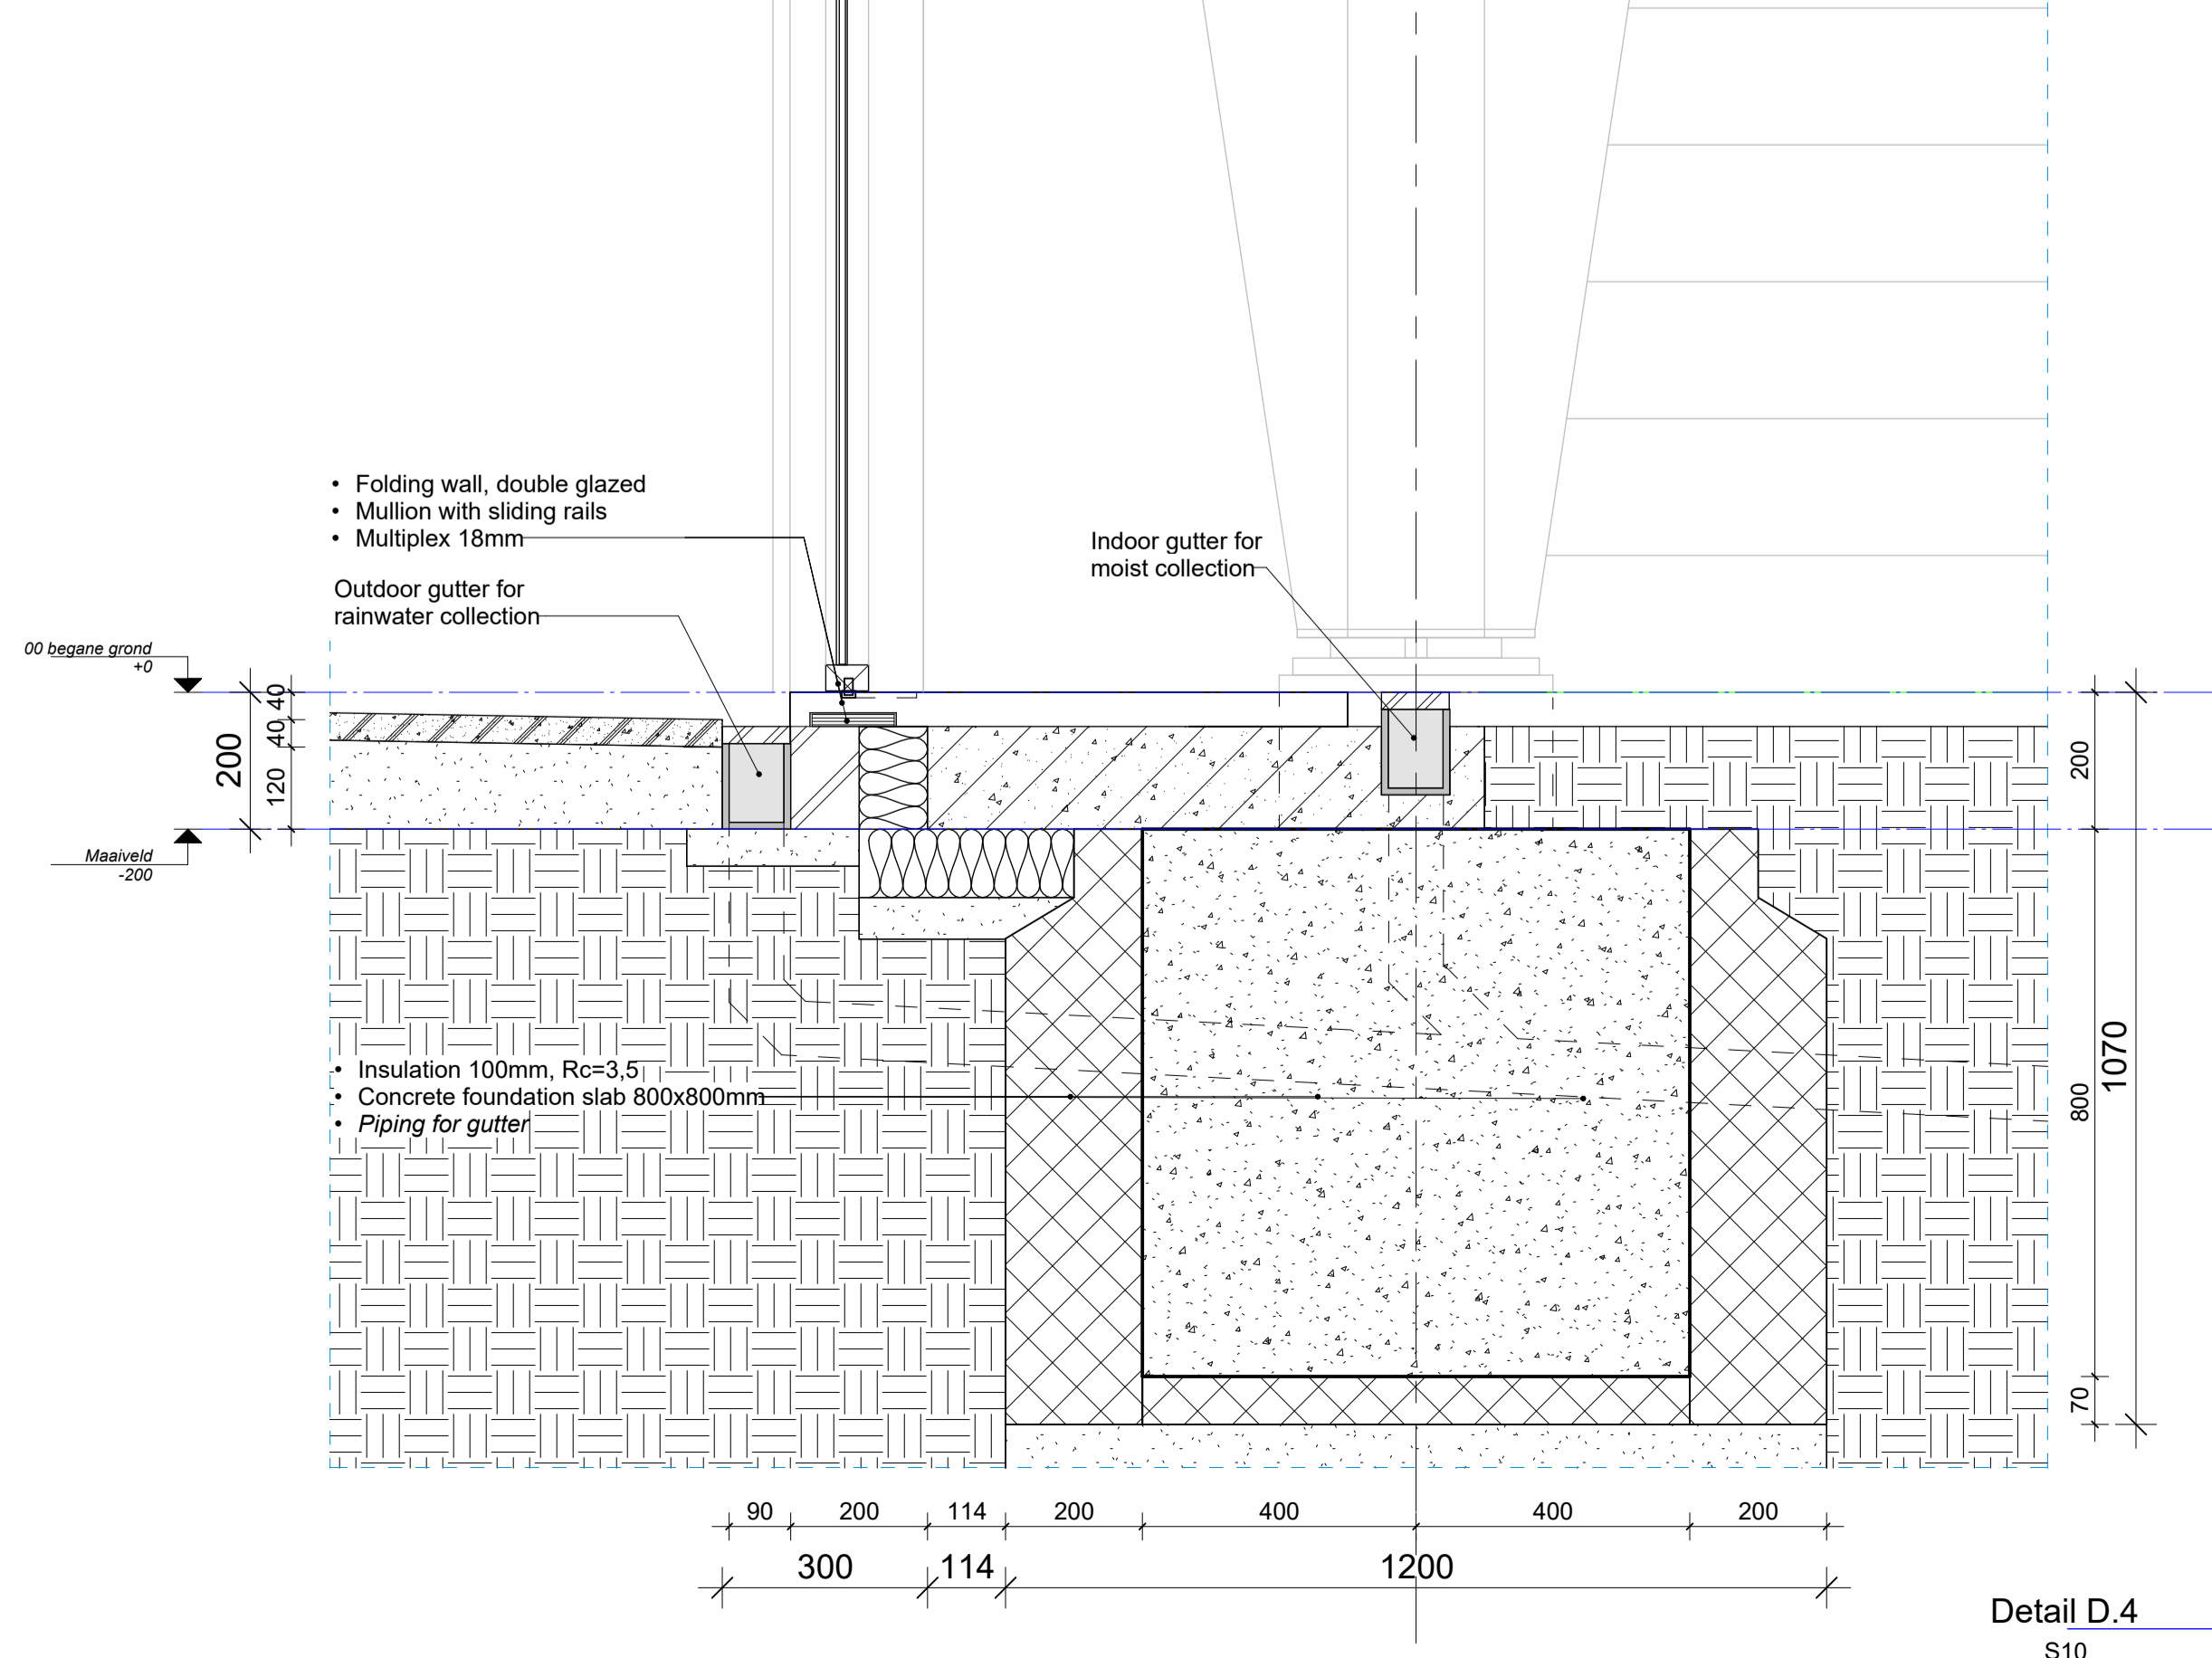 • Folding wall, double glazed
• Mullion with sliding rails
• Multiplex 18mm
Outdoor gutter for
rainwater collection
Indoor gutter for
moist collection
00 begane grond
+0
Maaiveld
-200
200
40
40
120
• Insulation 100mm, Rc=3,5
• Concrete foundation slab 800x800mm
• Piping for gutter
200
800
70
1070
90 200 114 200 400 400 200
300 114 1200
Detail D.4
S10